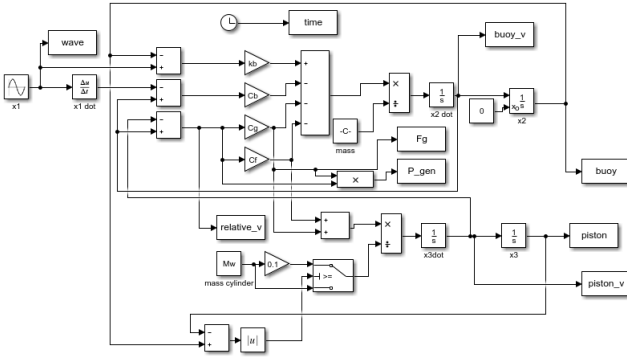 time
wave
buoy_v
kb
x1
Δu
Δt
x1 dot
Cb
1
s
x2 dot
0
x₀
1
s
x2
Cg
-C-
mass
Fg
Cf
P_gen
buoy
relative_v
1
s
x3dot
1
s
x3
piston
Mw
mass cylinder
0.1
>=
piston_v
|u|